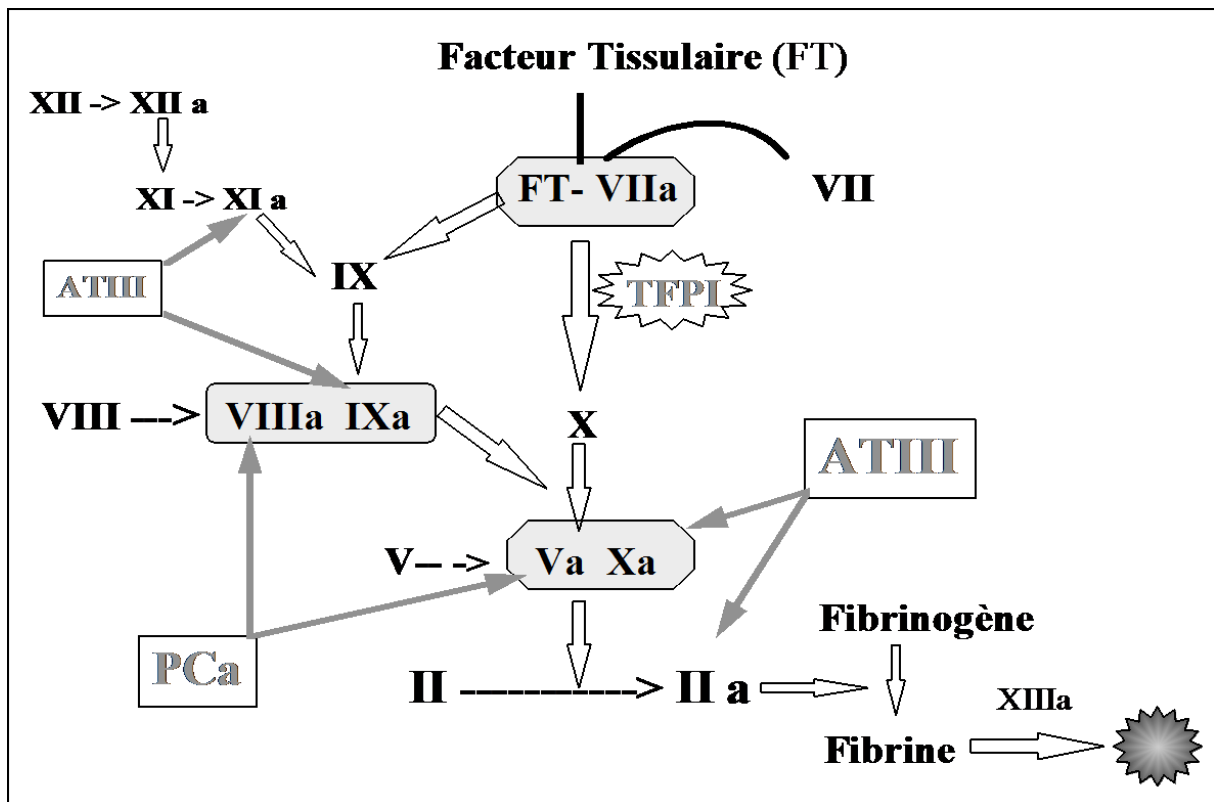 Facteur Tissulaire (FT)
XII -> XII a
FT- VIIa
VII
XI -> XI a
ATIII
IX
TFPI
VIII --->
VIIIa IXa
X
ATIII
V-- ->
Va Xa
PCa
Fibrinogène
II ------------> II a
XIIIa
Fibrine